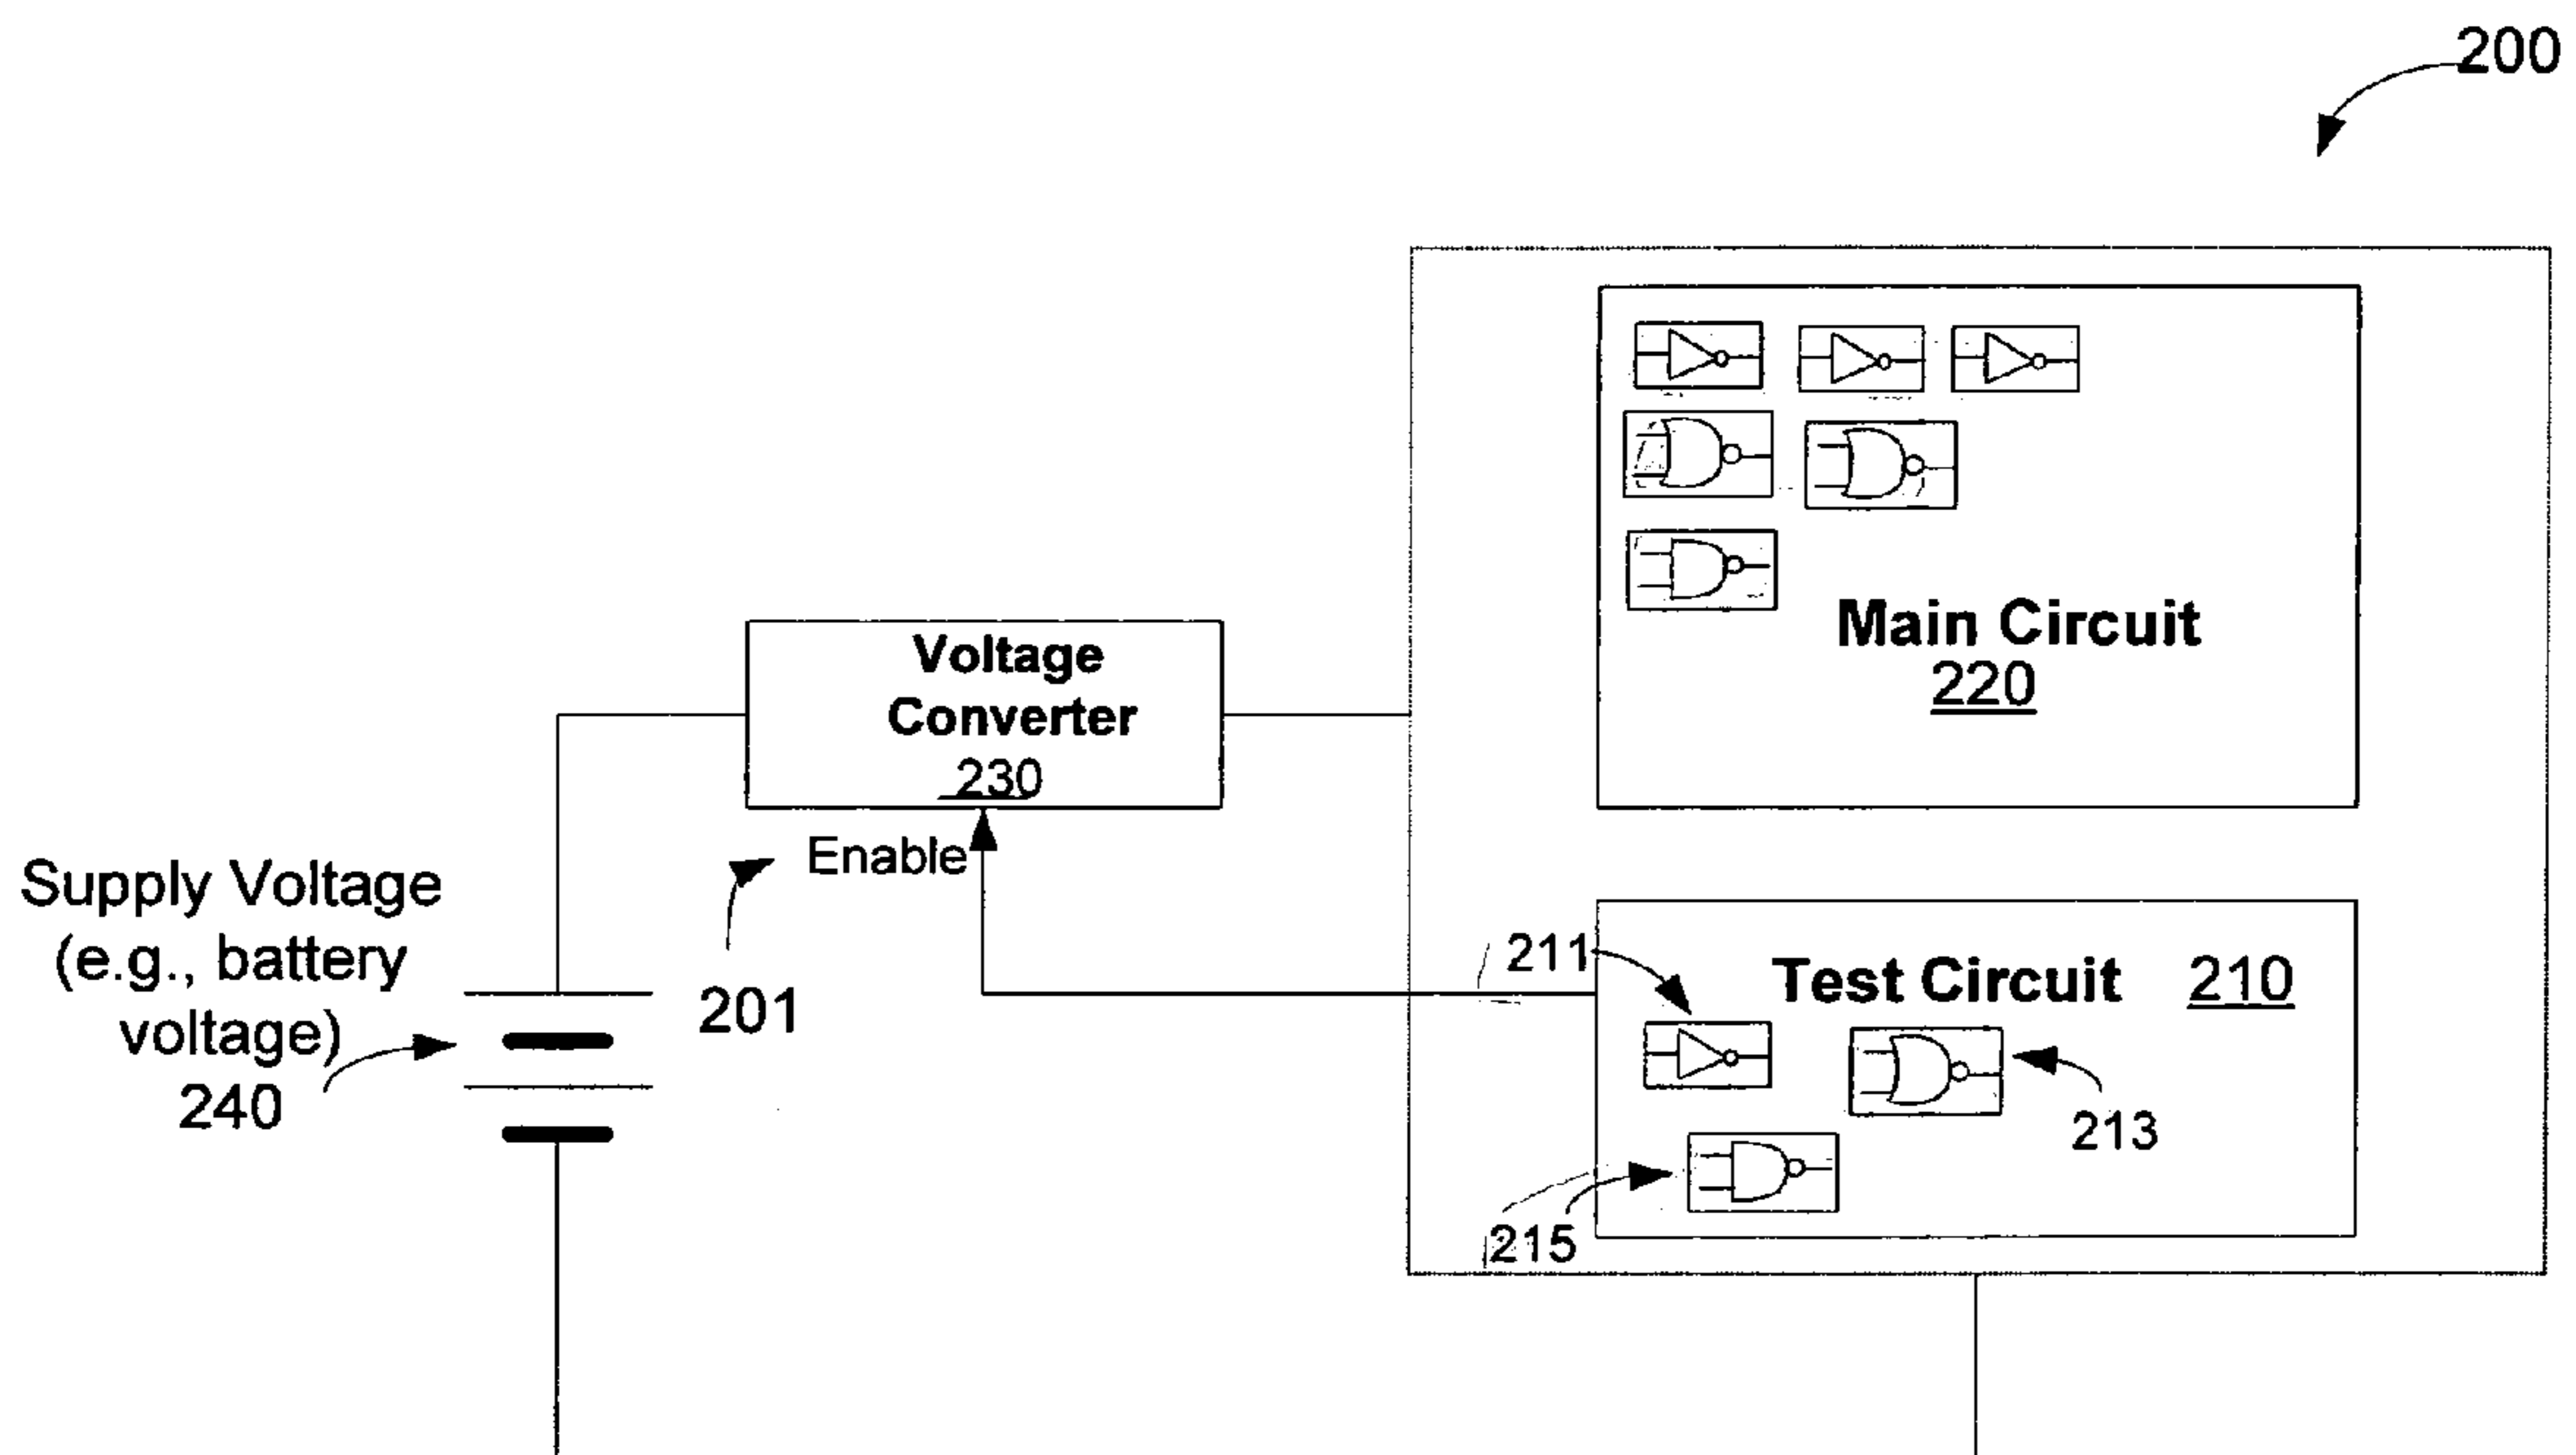 200
Main Circuit
220
Voltage
Converter
230
Enable
201
Supply Voltage
(e.g., battery
voltage)
240
211
Test Circuit 210
213
215